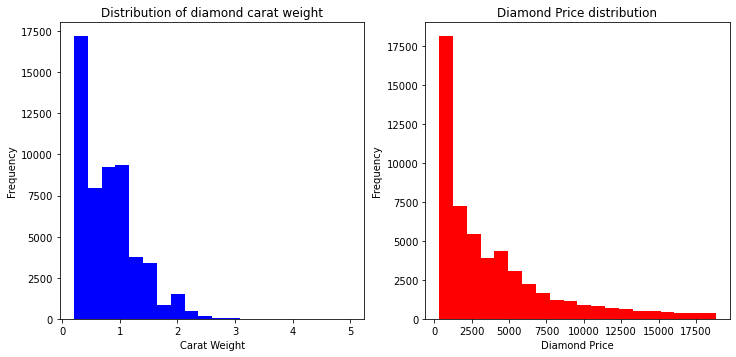 Distribution of diamond carat weight
Diamond Price distribution
17500
15000
12500
10000
7500
5000
2500
0
Frequency
0 1 2 3 4 5
Carat Weight
17500
15000
12500
10000
7500
5000
2500
0
Frequency
0 2500 5000 7500 10000 12500 15000 17500
Diamond Price